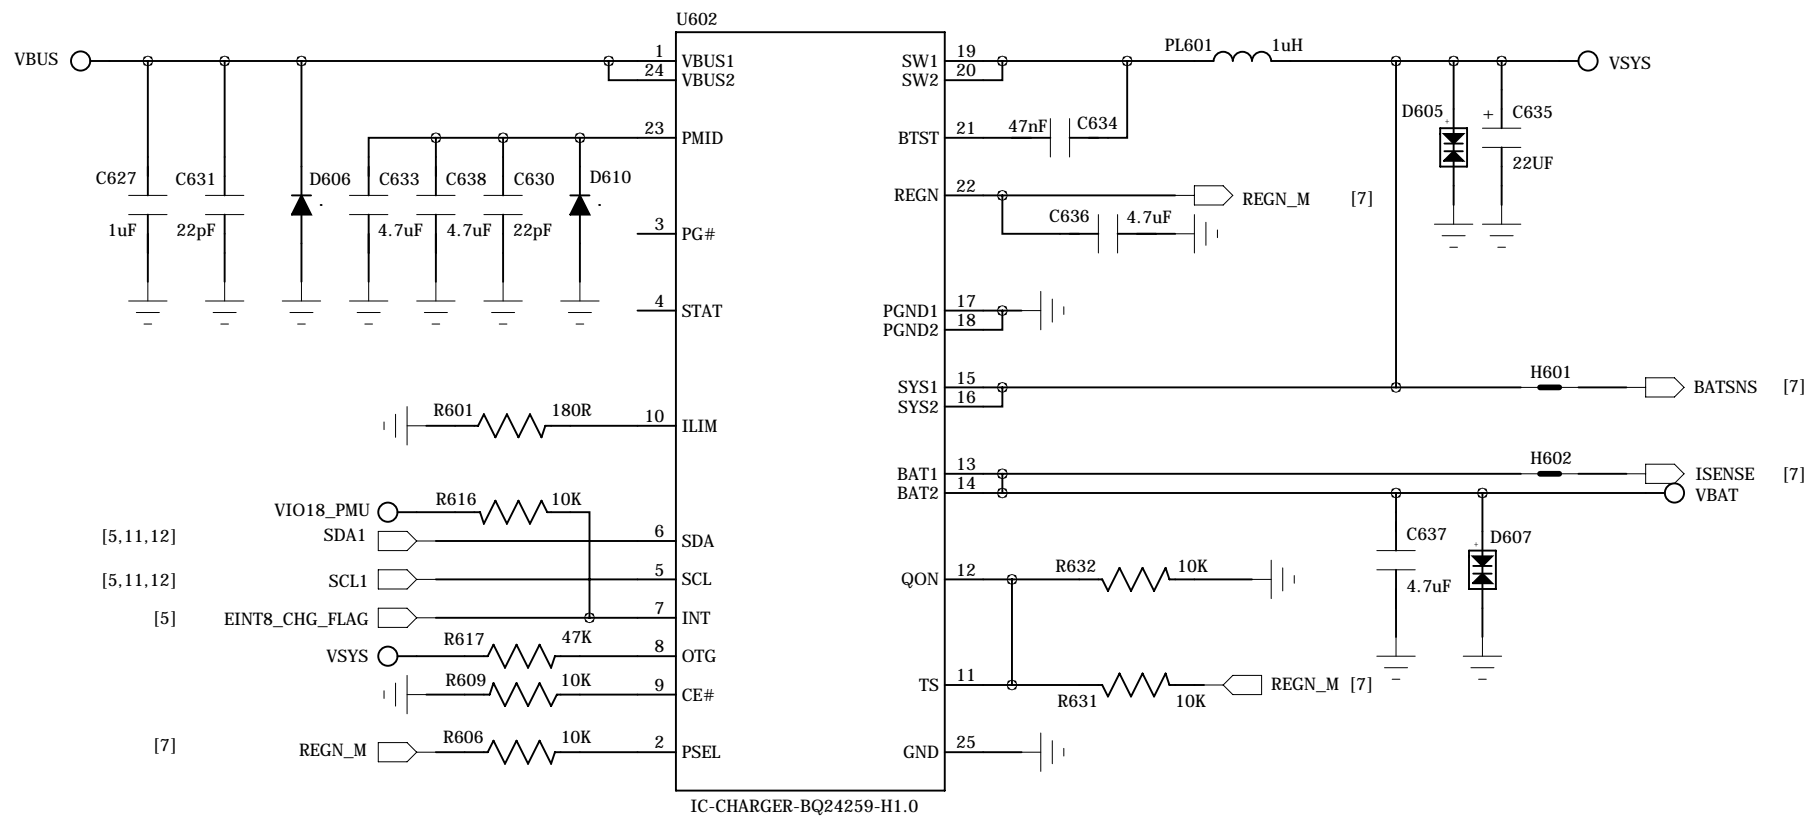 U602
VBUS
1
VBUS1
24
VBUS2
23
PMID
C627
1uF
C631
22pF
D606
C633
4.7uF
C638
4.7uF
C630
22pF
D610
3
PG#
4
STAT
R601
180R
10
ILIM
VIO18_PMU
R616
10K
[5,11,12]
SDA1
6
SDA
[5,11,12]
SCL1
5
SCL
[5]
EINT8_CHG_FLAG
7
INT
VSYS
R617
47K
8
OTG
R609
10K
9
CE#
[7]
REGN_M
R606
10K
2
PSEL
SW1
19
SW2
20
PL601
1uH
VSYS
BTST
21
47nF
C634
D605
+
C635
22UF
REGN
22
REGN_M
[7]
C636
4.7uF
PGND1
17
PGND2
18
SYS1
15
SYS2
16
H601
BATSNS
[7]
BAT1
13
BAT2
14
H602
ISENSE
[7]
VBAT
C637
4.7uF
D607
QON
12
R632
10K
TS
11
R631
10K
REGN_M
[7]
GND
25
IC-CHARGER-BQ24259-H1.0